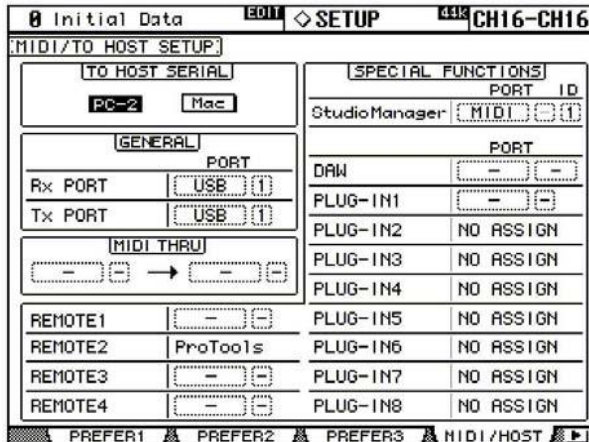 0 Initial Data EDIT ◇SETUP 44k CH16-CH16
MIDI/TO HOST SETUP
TO HOST SERIAL
PC-2 Mac
GENERAL
PORT
Rx PORT USB 1
Tx PORT USB 1
MIDI THRU
– – → – –
REMOTE1 – –
REMOTE2 ProTools
REMOTE3 – –
REMOTE4 – –
SPECIAL FUNCTIONS
PORT ID
StudioManager MIDI – 1
PORT
DAW – –
PLUG-IN1 – –
PLUG-IN2 NO ASSIGN
PLUG-IN3 NO ASSIGN
PLUG-IN4 NO ASSIGN
PLUG-IN5 NO ASSIGN
PLUG-IN6 NO ASSIGN
PLUG-IN7 NO ASSIGN
PLUG-IN8 NO ASSIGN
PREFER1 PREFER2 PREFER3 MIDI/HOST